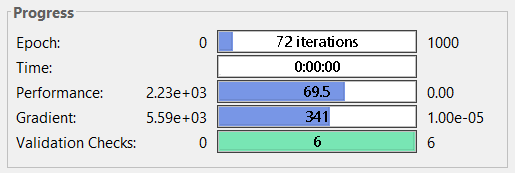 Progress
Epoch: 0 72 iterations 1000
Time: 0:00:00
Performance: 2.23e+03 69.5 0.00
Gradient: 5.59e+03 341 1.00e-05
Validation Checks: 0 6 6